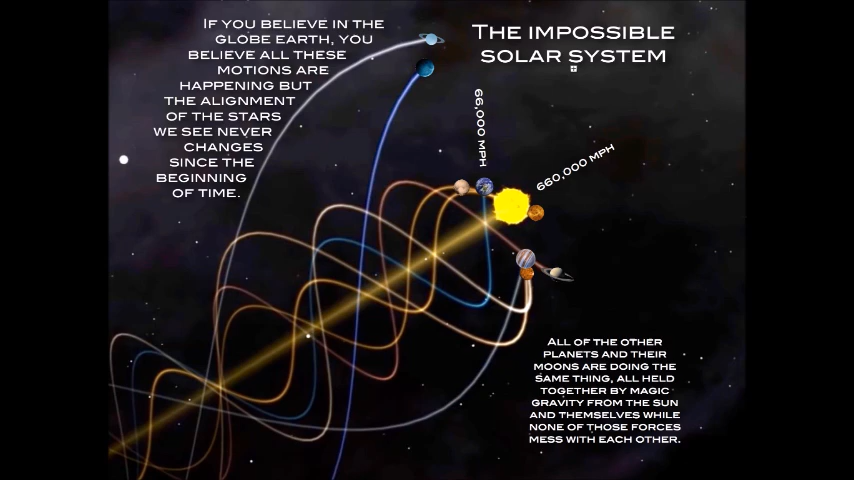 If you believe in the
globe Earth, you
believe all these
motions are
happening but
the alignment
of the stars
we see never
changes
since the
beginning
of time.
The impossible
solar system
66,000 mph
660,000 mph
All of the other
planets and their
moons are doing the
same thing, all held
together by magic
gravity from the sun
and themselves while
none of those forces
mess with each other.